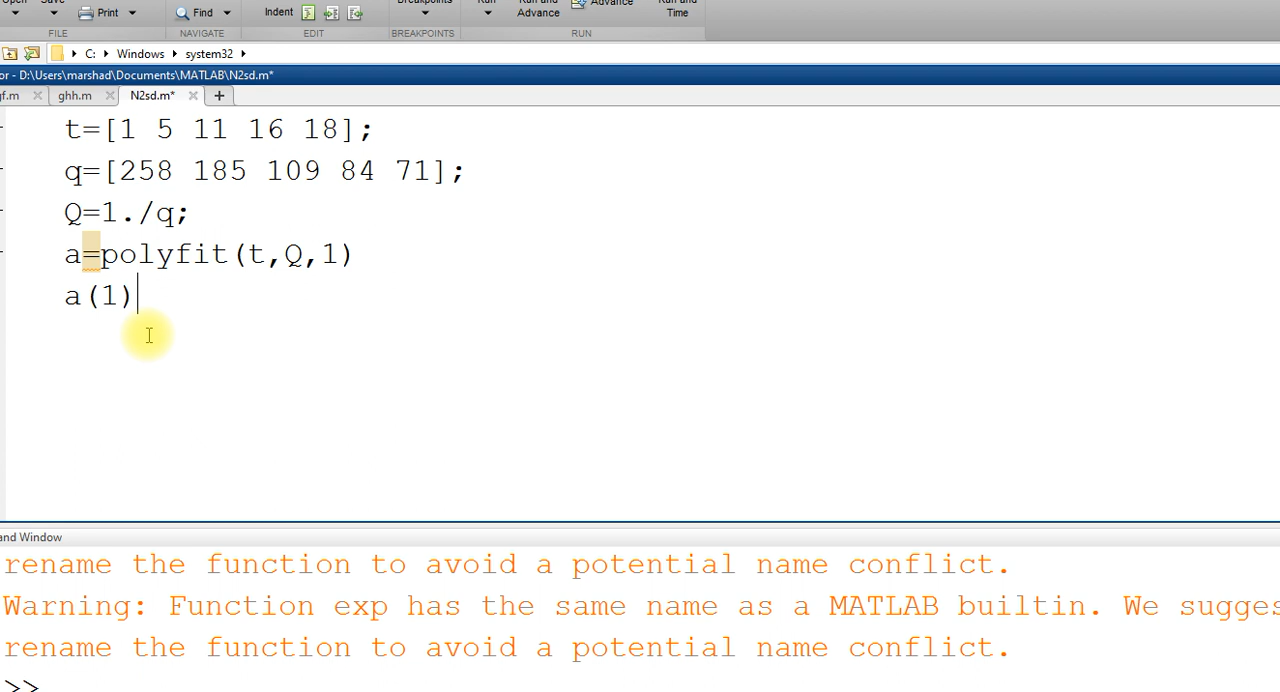 Open Save
Breakpoints Run Run and Advance Run and
Print Find Indent Advance Time
FILE NAVIGATE EDIT BREAKPOINTS RUN
C: Windows system32
or - D:\Users\marshad\Documents\MATLAB\N2sd.m*
gf.m ghh.m N2sd.m* +
t=[1 5 11 16 18];
q=[258 185 109 84 71];
Q=1./q;
a=polyfit(t,Q,1)
a(1)
and Window
rename the function to avoid a potential name conflict.
Warning: Function exp has the same name as a MATLAB builtin. We sugges
rename the function to avoid a potential name conflict.
>>